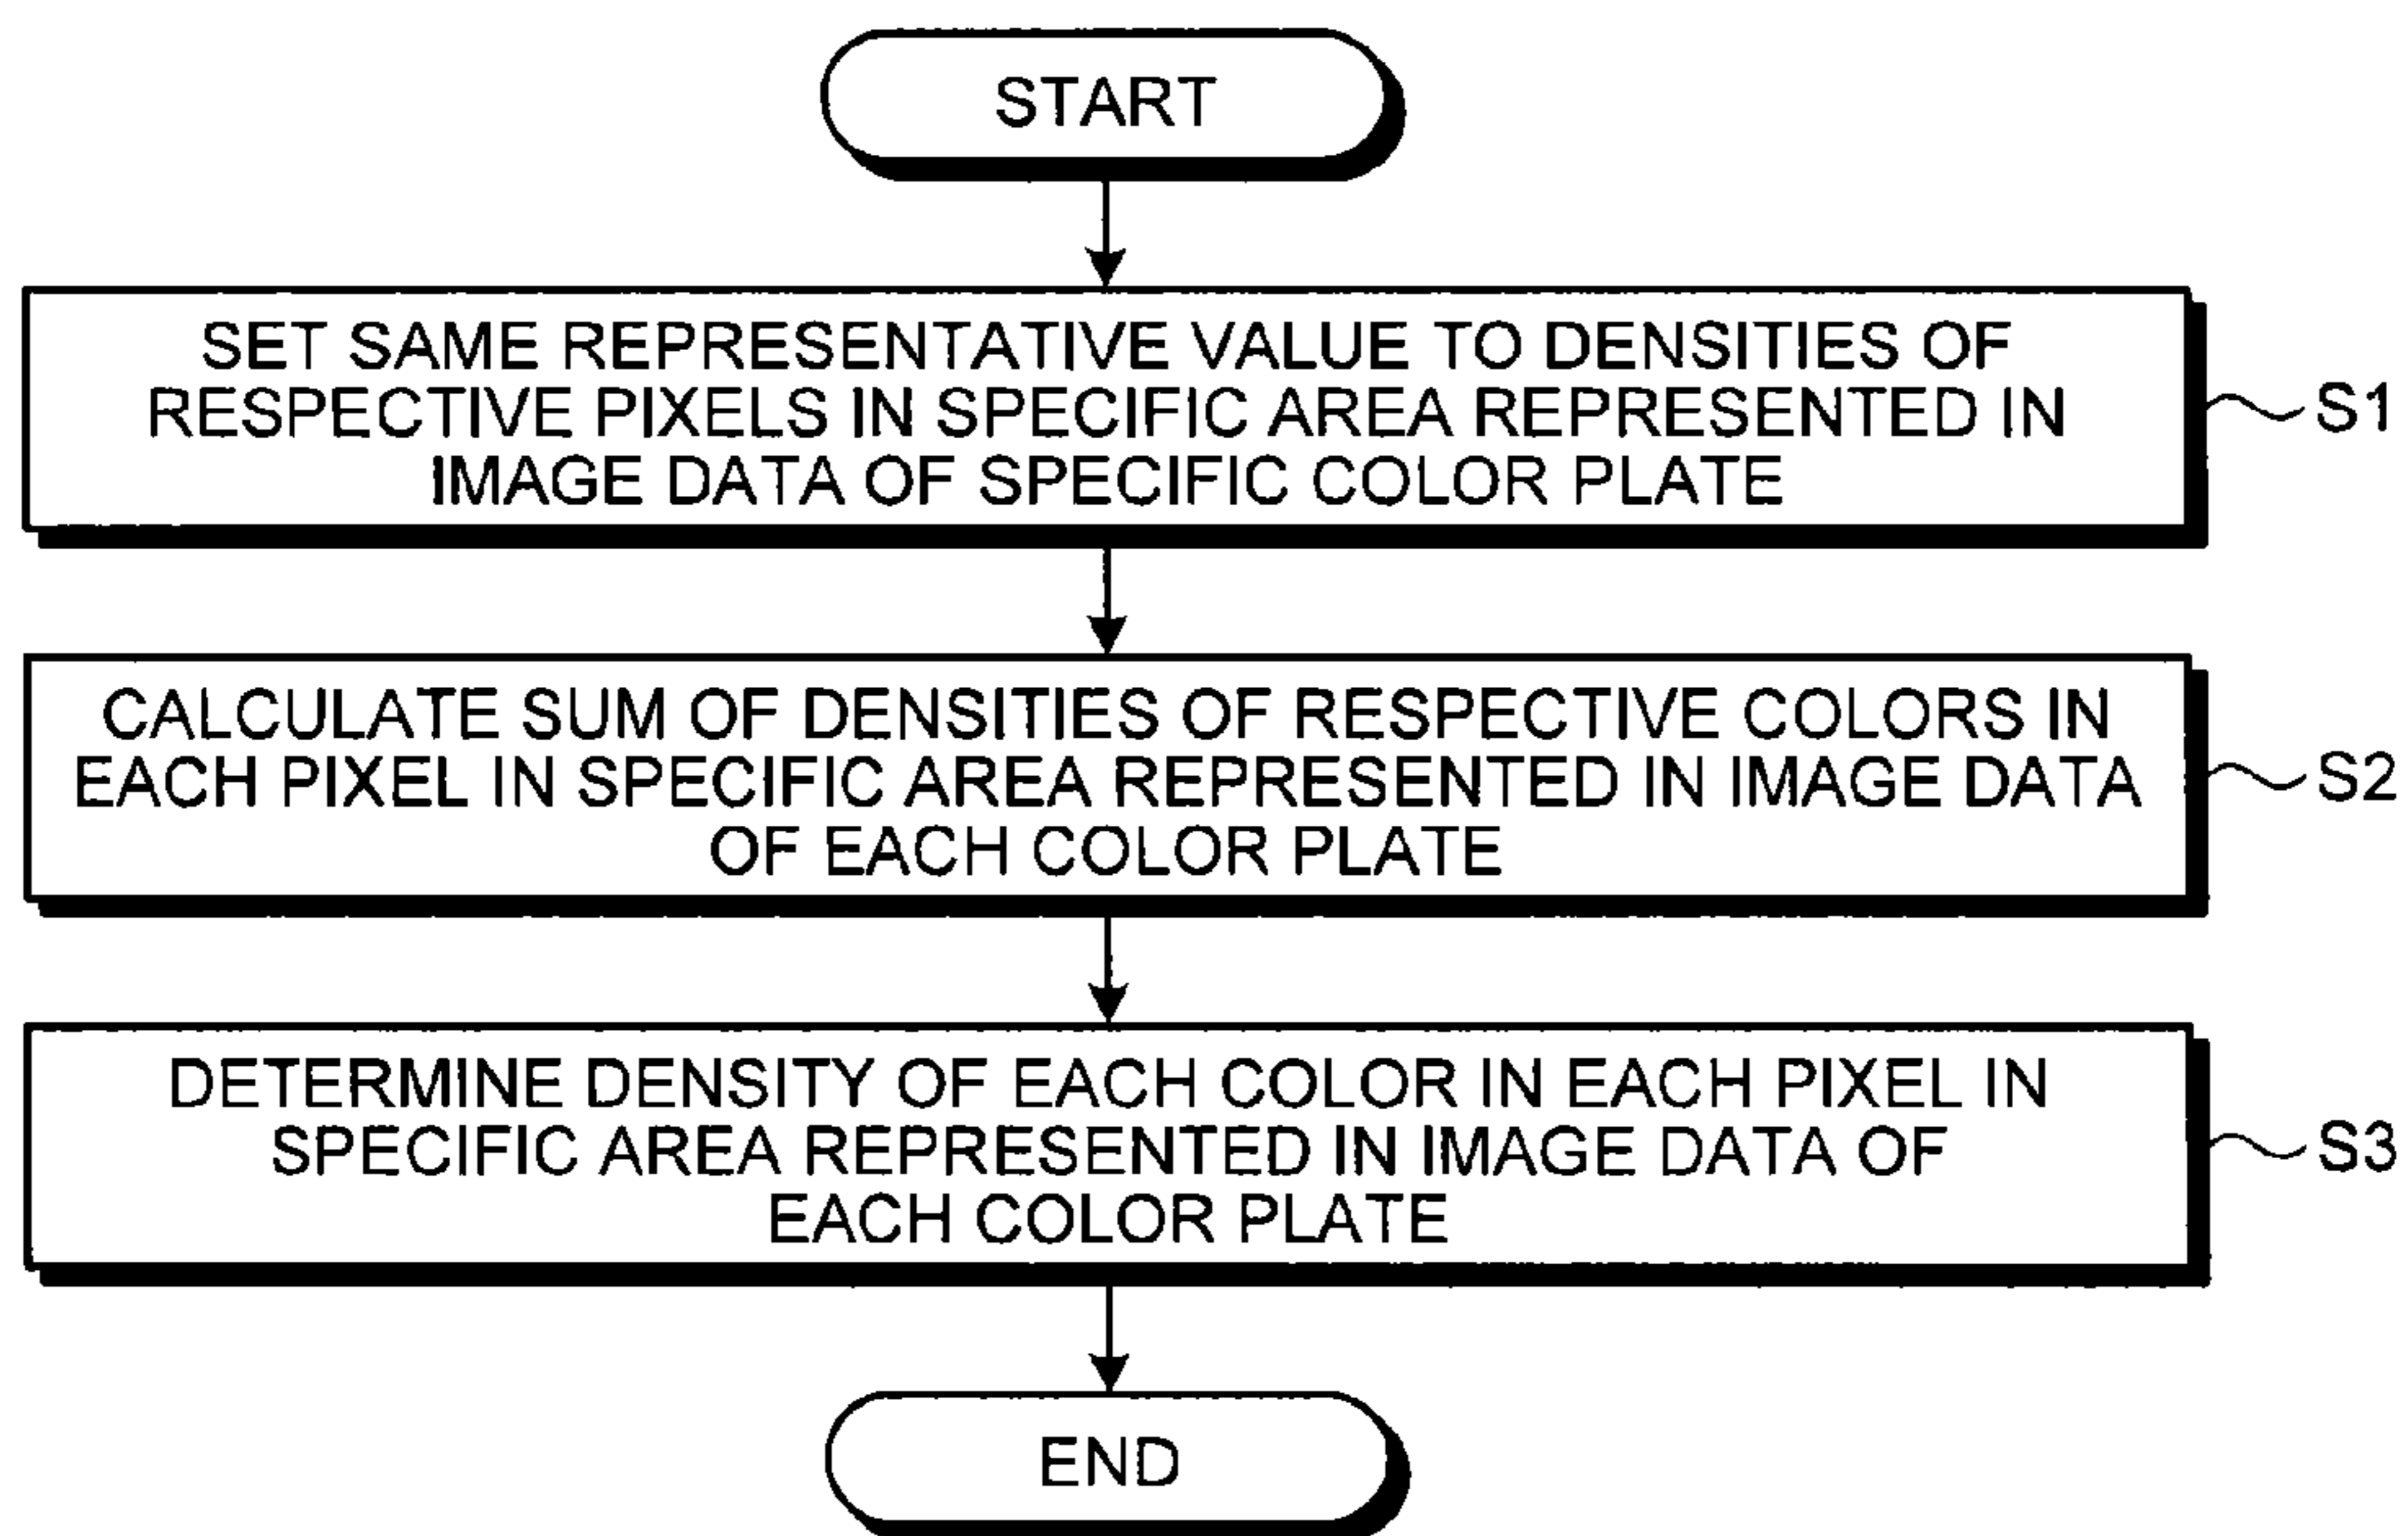 START
SET SAME REPRESENTATIVE VALUE TO DENSITIES OF
RESPECTIVE PIXELS IN SPECIFIC AREA REPRESENTED IN
IMAGE DATA OF SPECIFIC COLOR PLATE
S1
CALCULATE SUM OF DENSITIES OF RESPECTIVE COLORS IN
EACH PIXEL IN SPECIFIC AREA REPRESENTED IN IMAGE DATA
OF EACH COLOR PLATE
S2
DETERMINE DENSITY OF EACH COLOR IN EACH PIXEL IN
SPECIFIC AREA REPRESENTED IN IMAGE DATA OF
EACH COLOR PLATE
S3
END